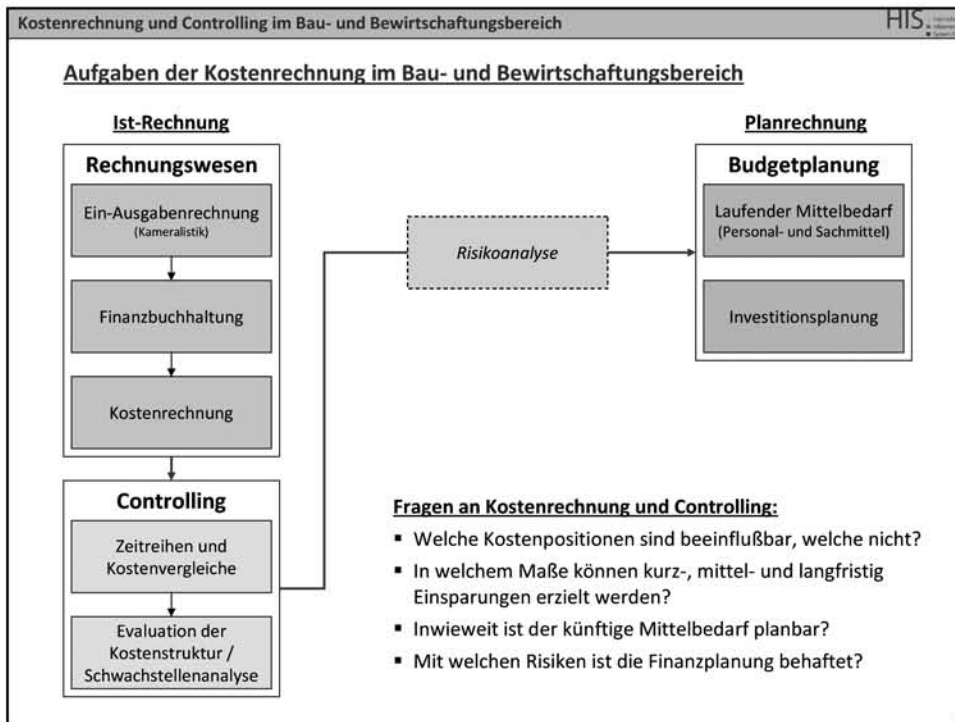 Kostenrechnung und Controlling im Bau- und Bewirtschaftungsbereich
HIS
Aufgaben der Kostenrechnung im Bau- und Bewirtschaftungsbereich
Ist-Rechnung
Rechnungswesen
Ein-Ausgabenrechnung
(Kameralistik)
Finanzbuchhaltung
Kostenrechnung
Controlling
Zeitreihen und
Kostenvergleiche
Evaluation der
Kostenstruktur /
Schwachstellenanalyse
Risikoanalyse
Planrechnung
Budgetplanung
Laufender Mittelbedarf
(Personal- und Sachmittel)
Investitionsplanung
Fragen an Kostenrechnung und Controlling:
▪ Welche Kostenpositionen sind beeinflußbar, welche nicht?
▪ In welchem Maße können kurz-, mittel- und langfristig
Einsparungen erzielt werden?
▪ Inwieweit ist der künftige Mittelbedarf planbar?
▪ Mit welchen Risiken ist die Finanzplanung behaftet?